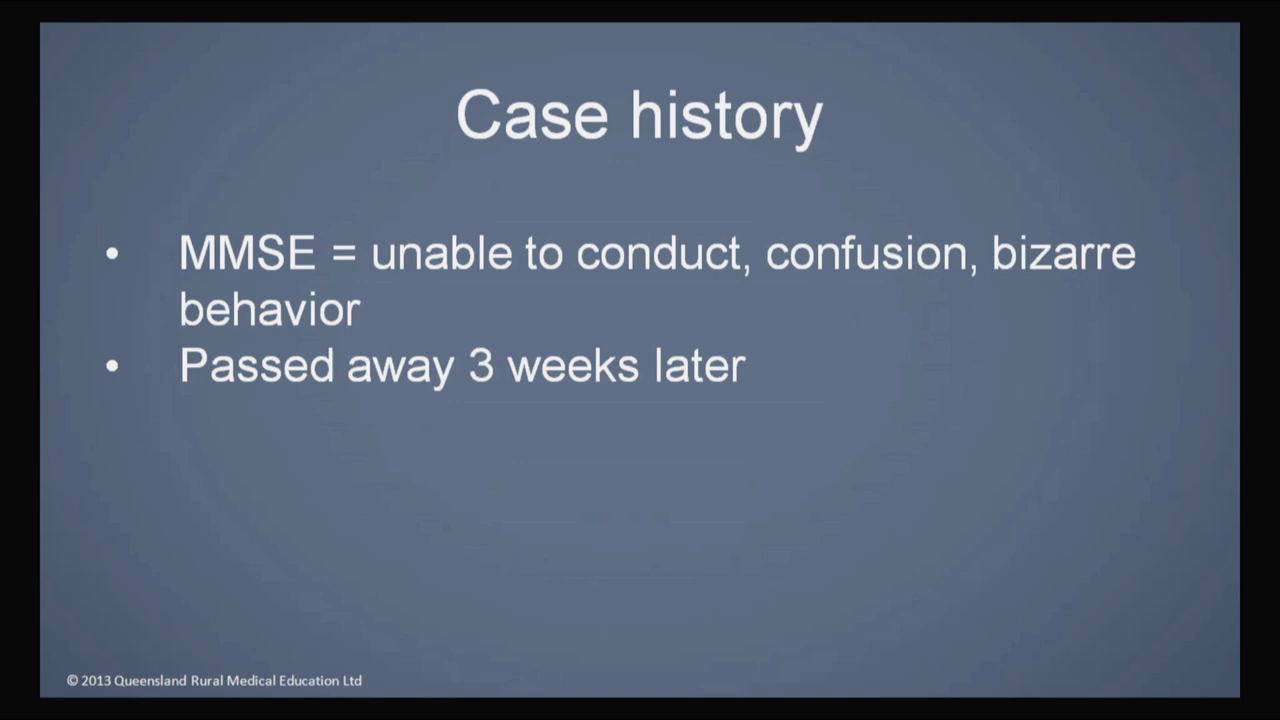 Case history
• MMSE = unable to conduct, confusion, bizarre
behavior
• Passed away 3 weeks later
© 2013 Queensland Rural Medical Education Ltd